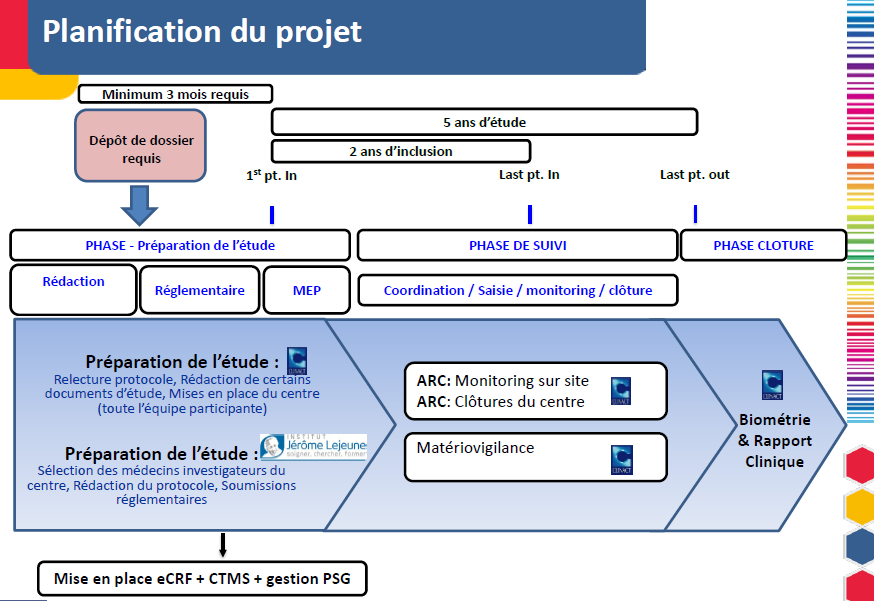 Planification du projet
Minimum 3 mois requis
Dépôt de dossier
requis
5 ans d’étude
2 ans d’inclusion
1st pt. In
Last pt. In
Last pt. out
PHASE - Préparation de l’étude
PHASE DE SUIVI
PHASE CLOTURE
Rédaction
Réglementaire
MEP
Coordination / Saisie / monitoring / clôture
Préparation de l’étude :
CLINACT
Relecture protocole, Rédaction de certains
documents d’étude, Mises en place du centre
(toute l’équipe participante)
Préparation de l’étude :
INSTITUT
Jérôme Lejeune
soigner, chercher, former
Sélection des médecins investigateurs du
centre, Rédaction du protocole, Soumissions
réglementaires
ARC: Monitoring sur site
ARC: Clôtures du centre
CLINACT
Matériovigilance
CLINACT
CLINACT
Biométrie
& Rapport
Clinique
Mise en place eCRF + CTMS + gestion PSG